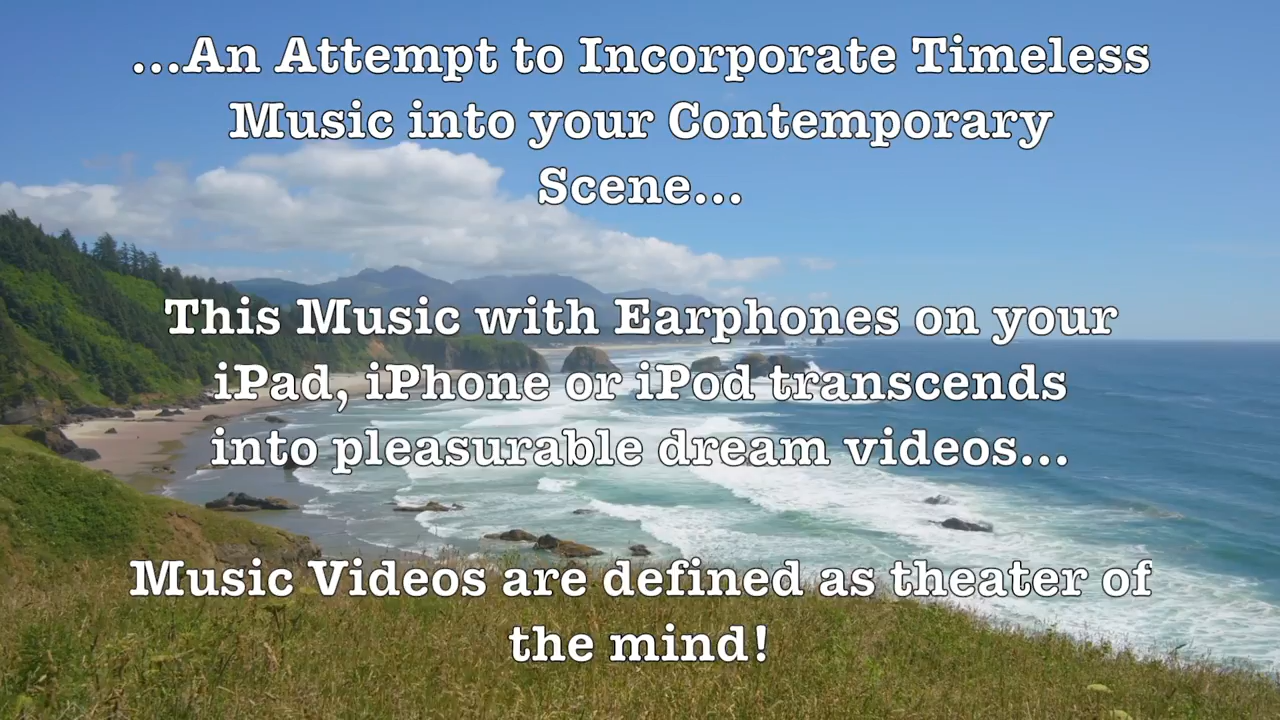 ...An Attempt to Incorporate Timeless
Music into your Contemporary
Scene...
This Music with Earphones on your
iPad, iPhone or iPod transcends
into pleasurable dream videos...
Music Videos are defined as theater of
the mind!